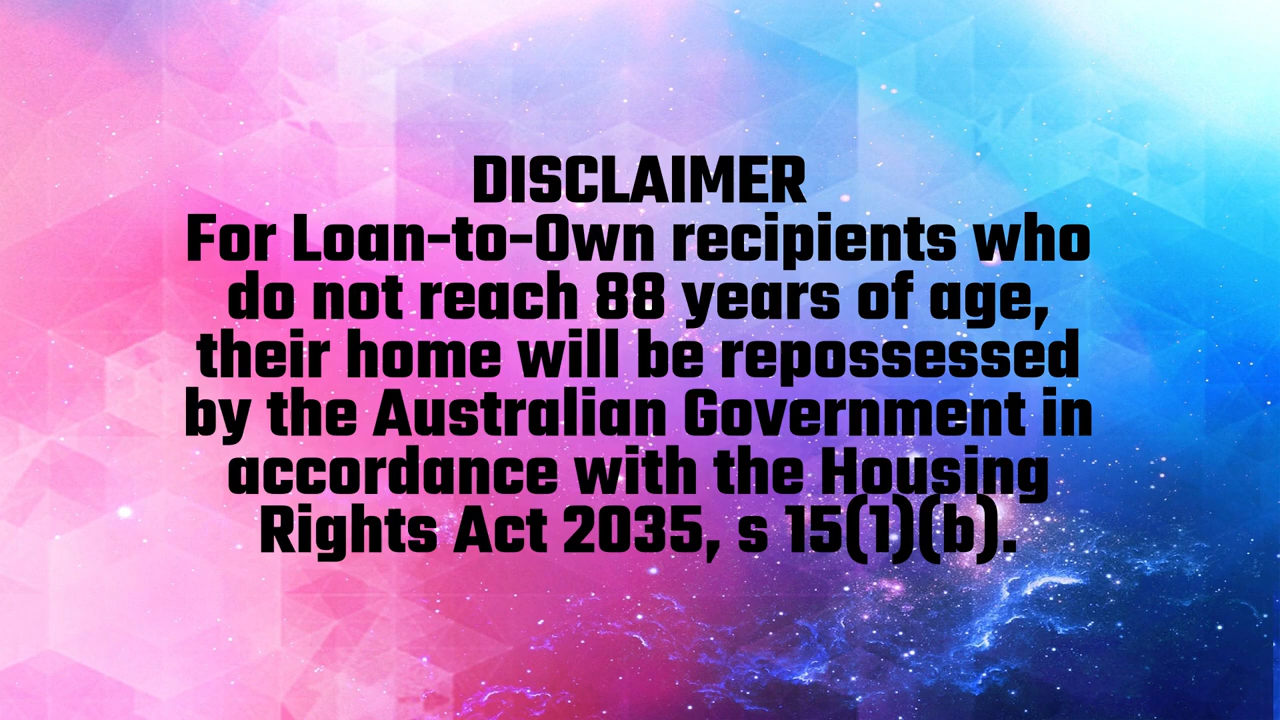 DISCLAIMER
For Loan-to-Own recipients who
do not reach 88 years of age,
their home will be repossessed
by the Australian Government in
accordance with the Housing
Rights Act 2035, s 15(1)(b).